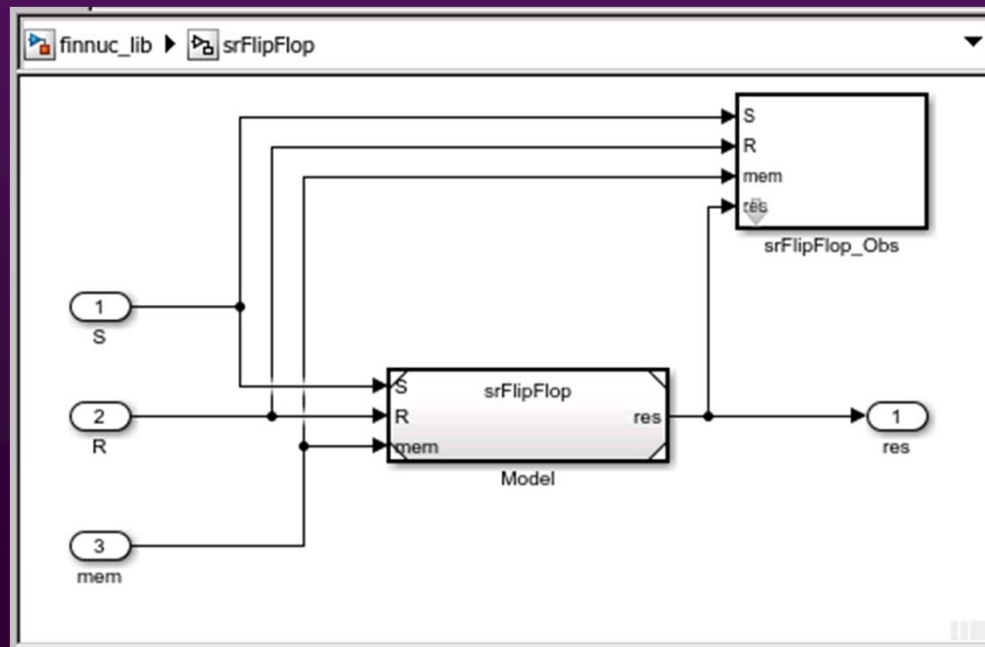 finnuc_lib srFlipFlop
S
R
mem
res
srFlipFlop_Obs
1
S
S
srFlipFlop
2
R
R
res
1
res
mem
Model
3
mem